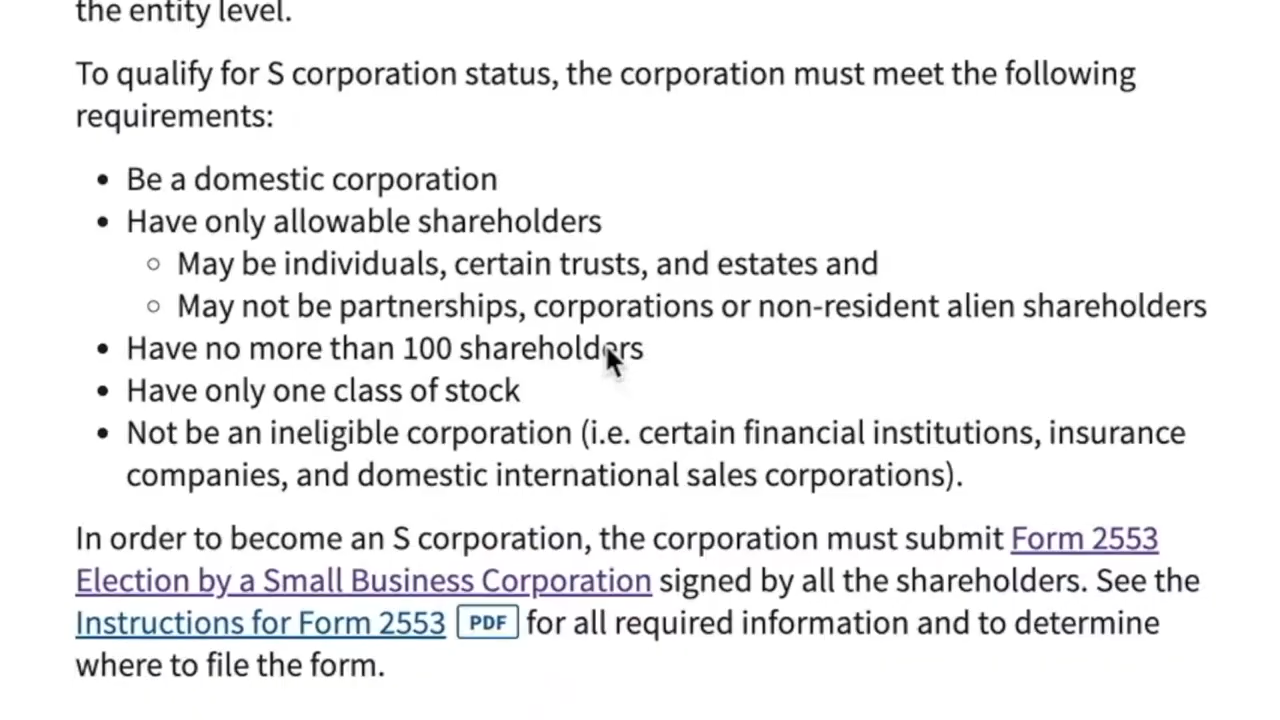 the entity level.
To qualify for S corporation status, the corporation must meet the following
requirements:
• Be a domestic corporation
• Have only allowable shareholders
◦ May be individuals, certain trusts, and estates and
◦ May not be partnerships, corporations or non-resident alien shareholders
• Have no more than 100 shareholders
• Have only one class of stock
• Not be an ineligible corporation (i.e. certain financial institutions, insurance
companies, and domestic international sales corporations).
In order to become an S corporation, the corporation must submit Form 2553
Election by a Small Business Corporation signed by all the shareholders. See the
Instructions for Form 2553 PDF for all required information and to determine
where to file the form.